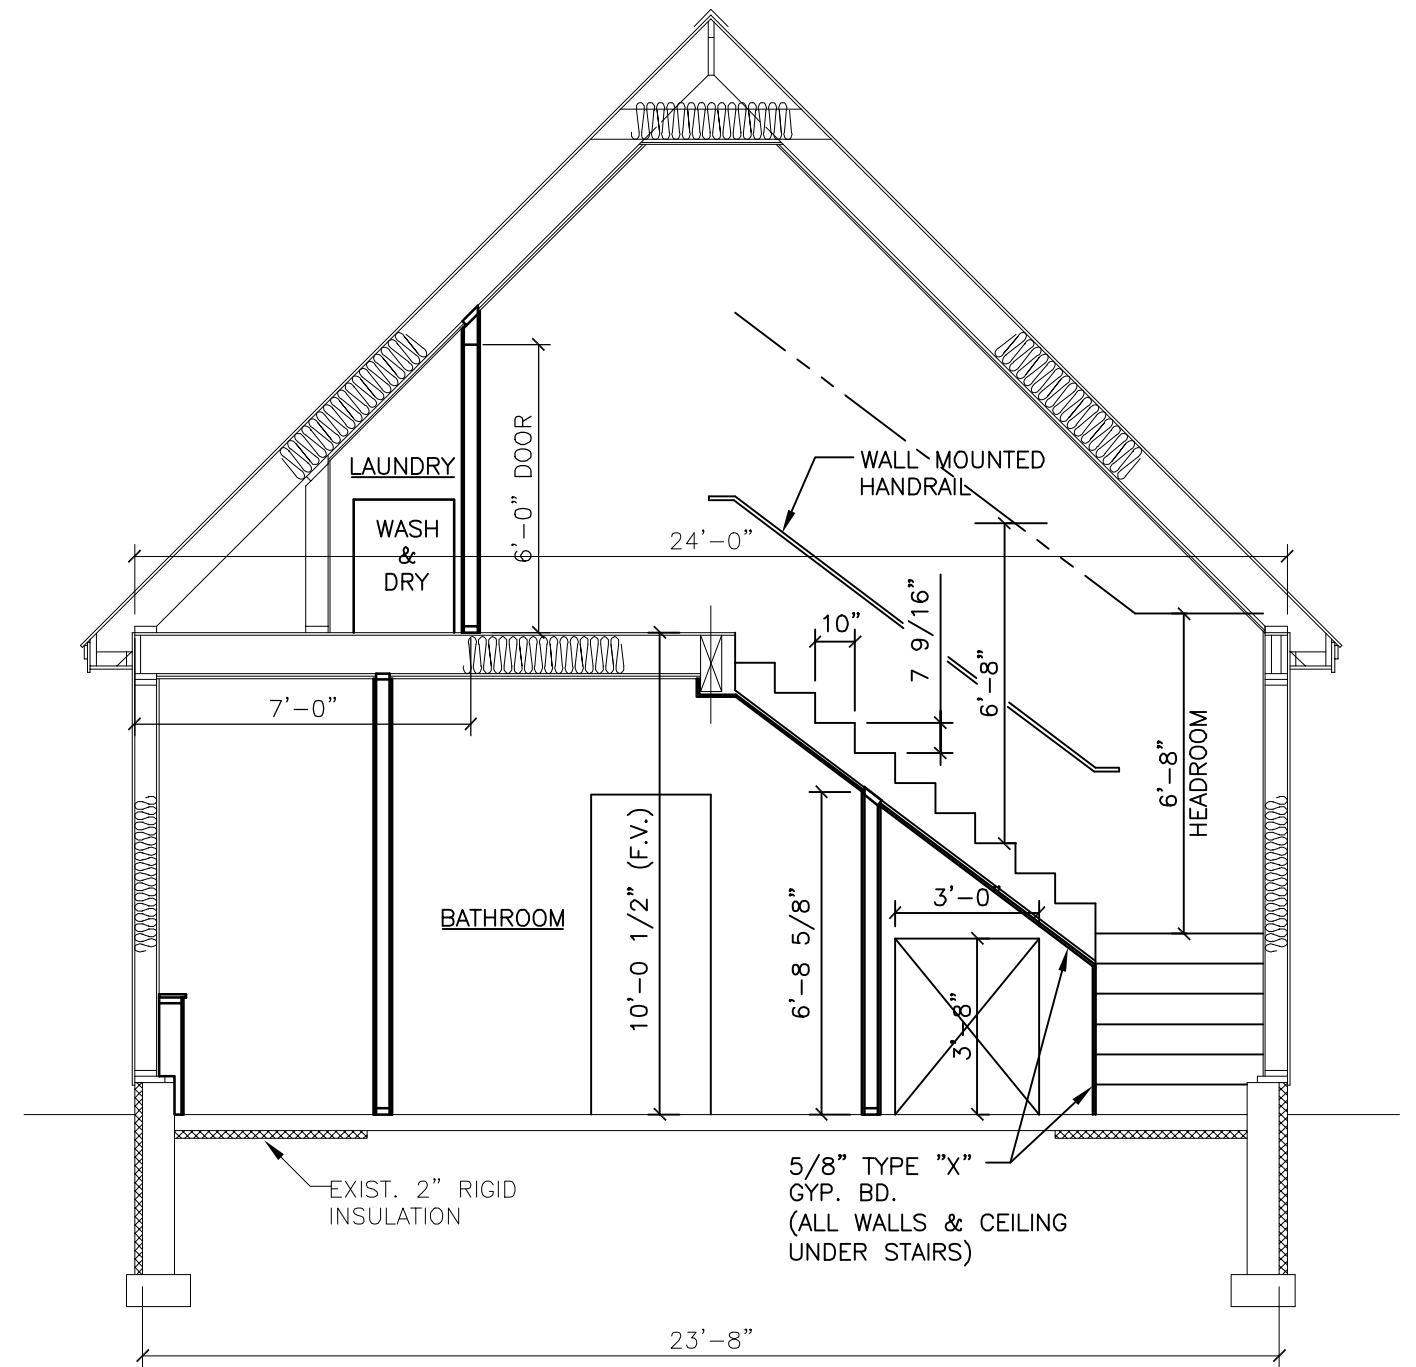 LAUNDRY
WASH
&
DRY
6'-0" DOOR
WALL MOUNTED
HANDRAIL
24'-0"
10"
7 9/16"
6'-8"
7'-0"
6'-8"
HEADROOM
BATHROOM
10'-0 1/2" (F.V.)
6'-8 5/8"
3'-0"
3'-8"
5/8" TYPE "X"
GYP. BD.
(ALL WALLS & CEILING
UNDER STAIRS)
EXIST. 2" RIGID
INSULATION
23'-8"